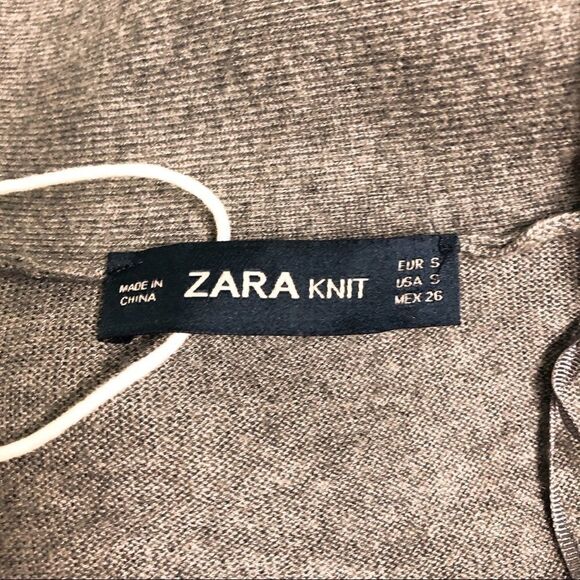 MADE IN
CHINA
ZARA KNIT
EUR S
USA S
MEX 26